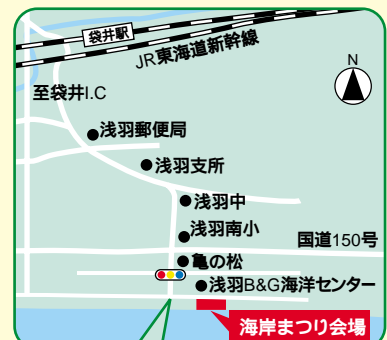 袋井駅
JR東海道新幹線
N
至袋井I.C
浅羽郵便局
浅羽支所
浅羽中
浅羽南小
国道150号
亀の松
浅羽B&G海洋センター
海岸まつり会場